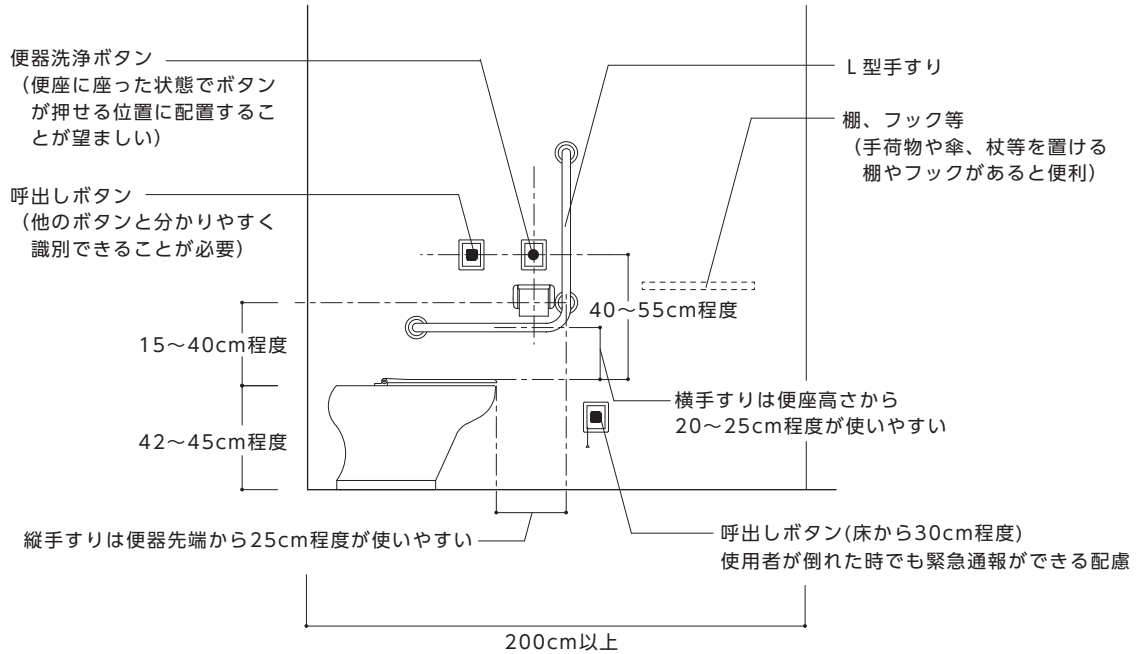 便器洗浄ボタン
（便座に座った状態でボタン
が押せる位置に配置するこ
とが望ましい）
呼出しボタン
（他のボタンと分かりやすく
識別できることが必要）
15～40cm程度
42～45cm程度
縦手すりは便器先端から25cm程度が使いやすい
L型手すり
棚、フック等
（手荷物や傘、杖等を置ける
棚やフックがあると便利）
40～55cm程度
横手すりは便座高さから
20～25cm程度が使いやすい
呼出しボタン(床から30cm程度)
使用者が倒れた時でも緊急通報ができる配慮
200cm以上